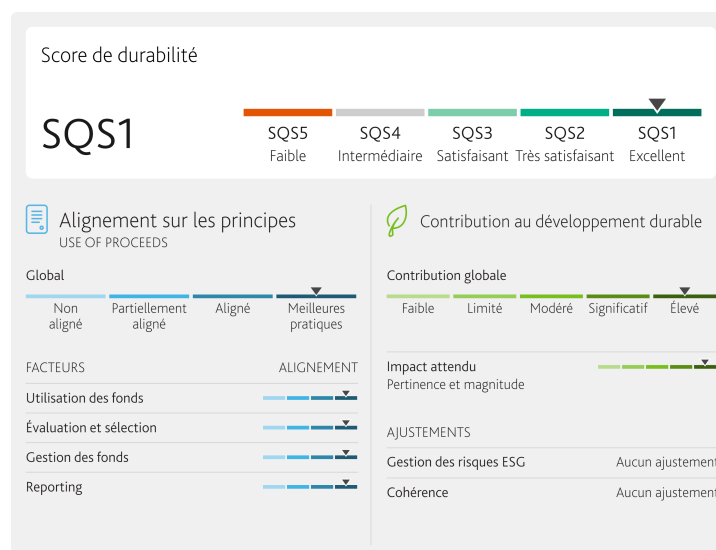 Score de durabilité
SQS1
SQS5 SQS4 SQS3 SQS2 SQS1
Faible Intermédiaire Satisfaisant Très satisfaisant Excellent
Alignement sur les principes
USE OF PROCEEDS
Global
Non aligné
Partiellement aligné
Aligné
Meilleures pratiques
FACTEURS ALIGNEMENT
Utilisation des fonds
Évaluation et sélection
Gestion des fonds
Reporting
Contribution au développement durable
Contribution globale
Faible Limité Modéré Significatif Élevé
Impact attendu
Pertinence et magnitude
AJUSTEMENTS
Gestion des risques ESG Aucun ajustement
Cohérence Aucun ajustement